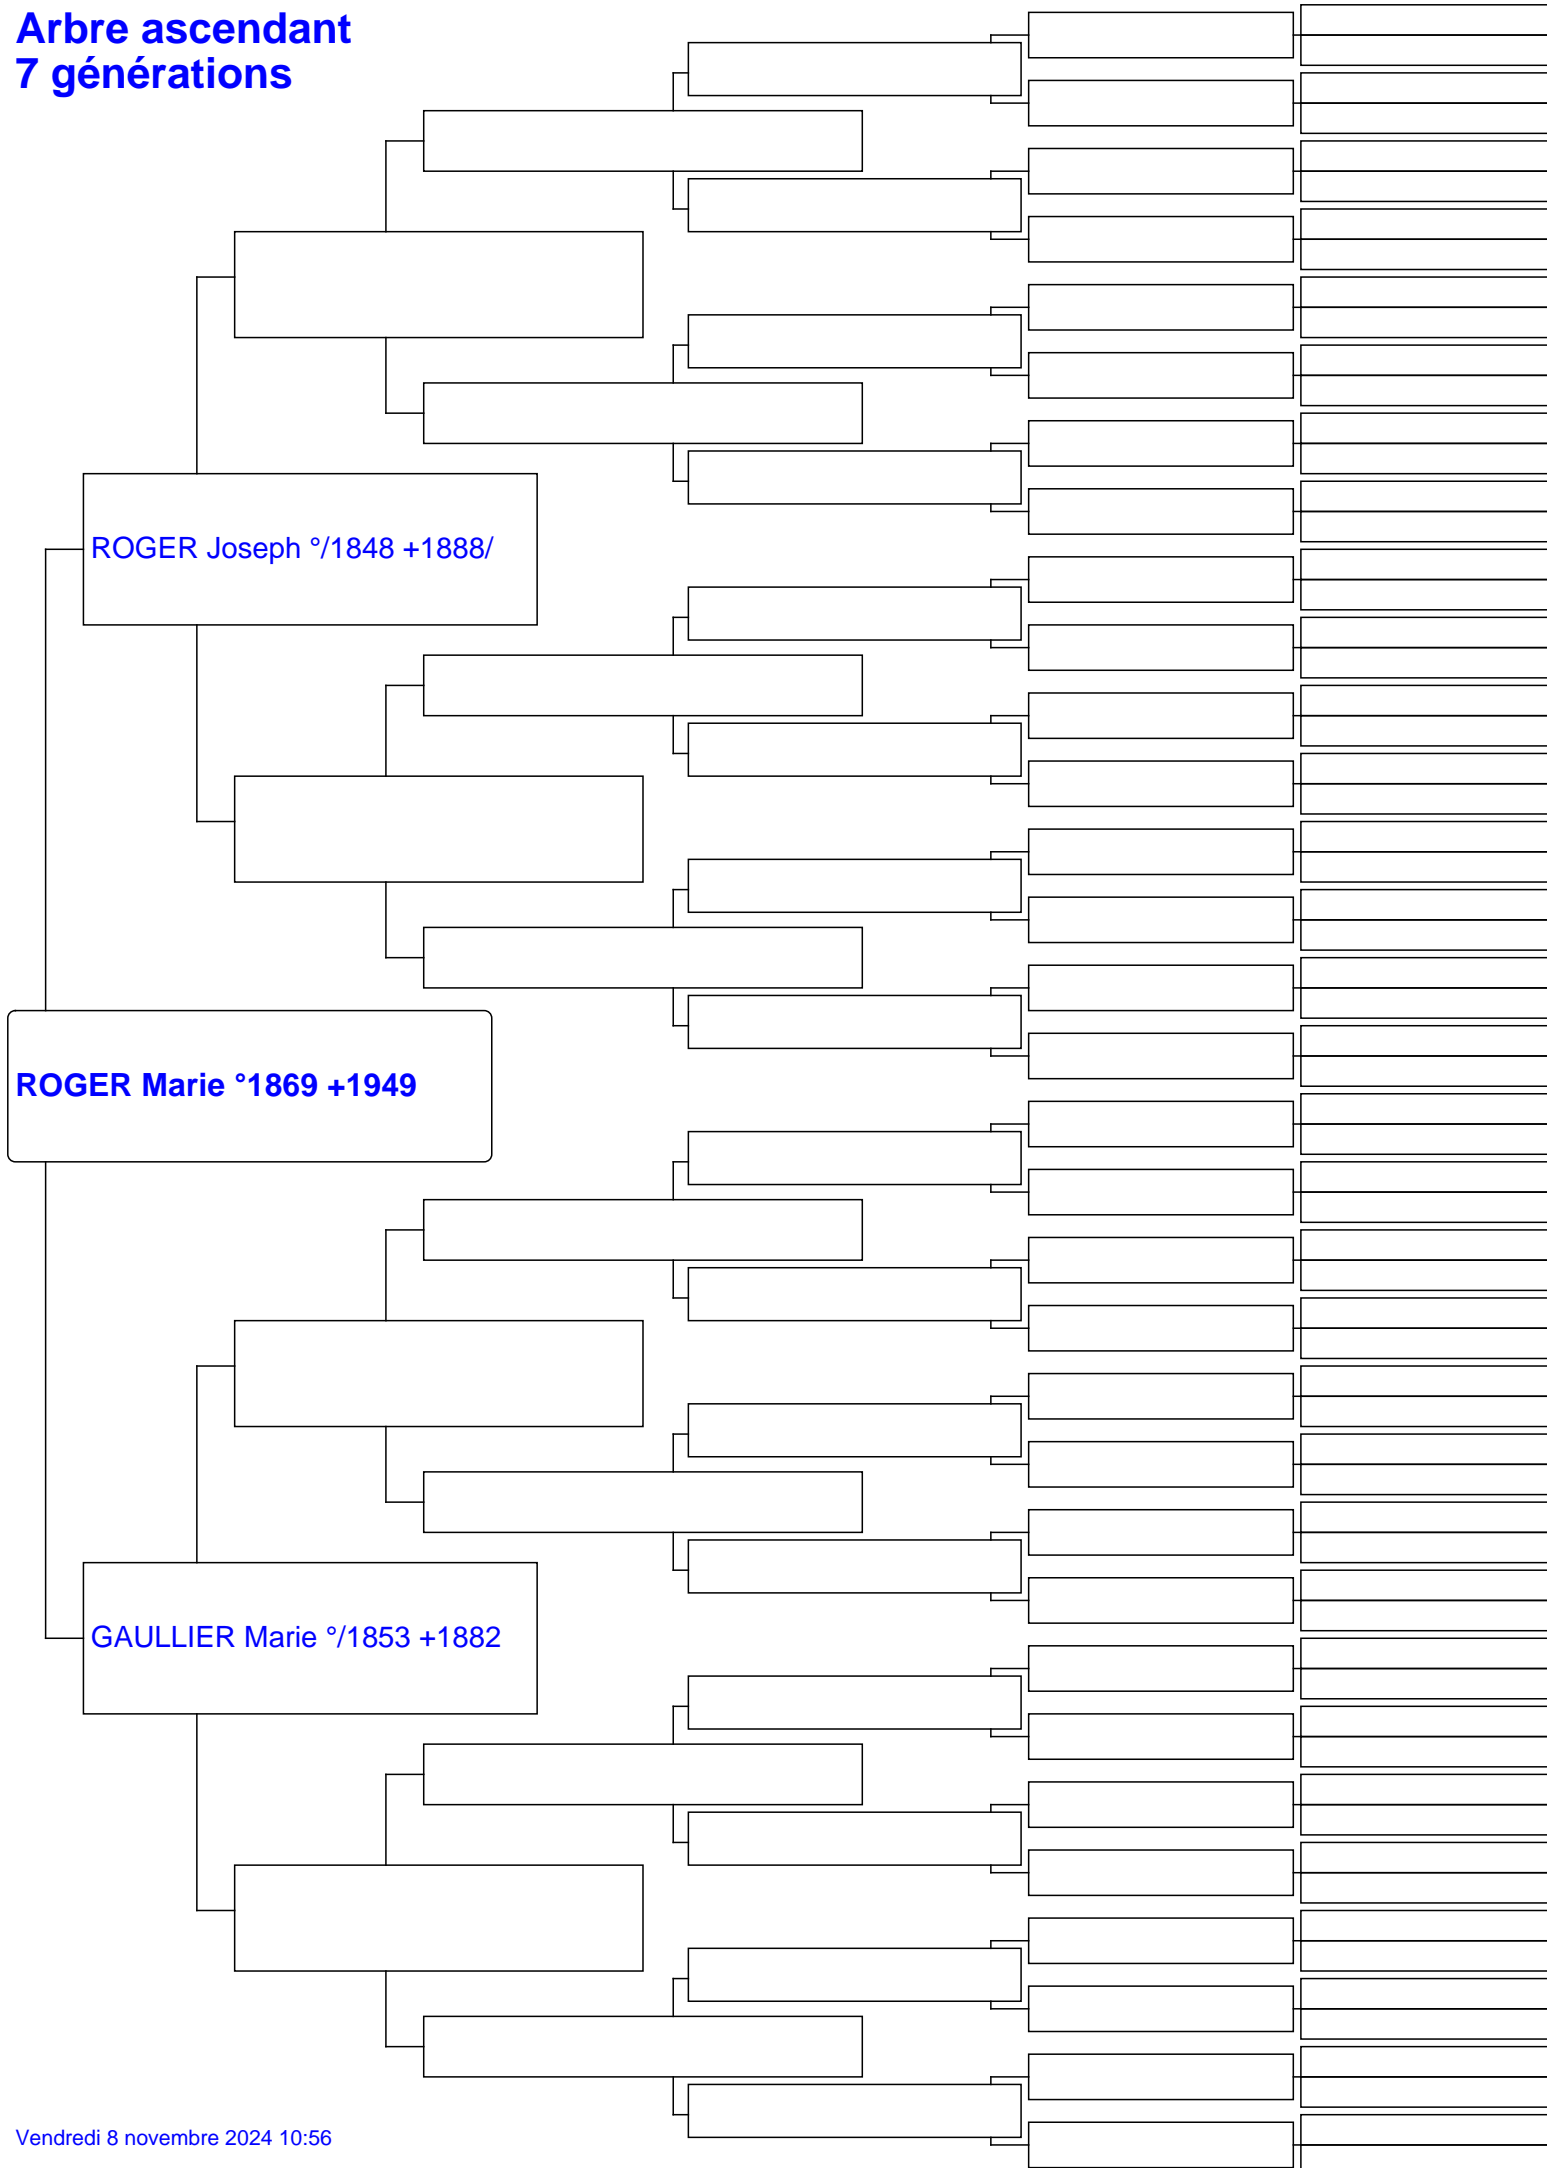 Arbre ascendant
7 générations
ROGER Joseph °/1848 +1888/
ROGER Marie °1869 +1949
GAULLIER Marie °/1853 +1882
Vendredi 8 novembre 2024 10:56